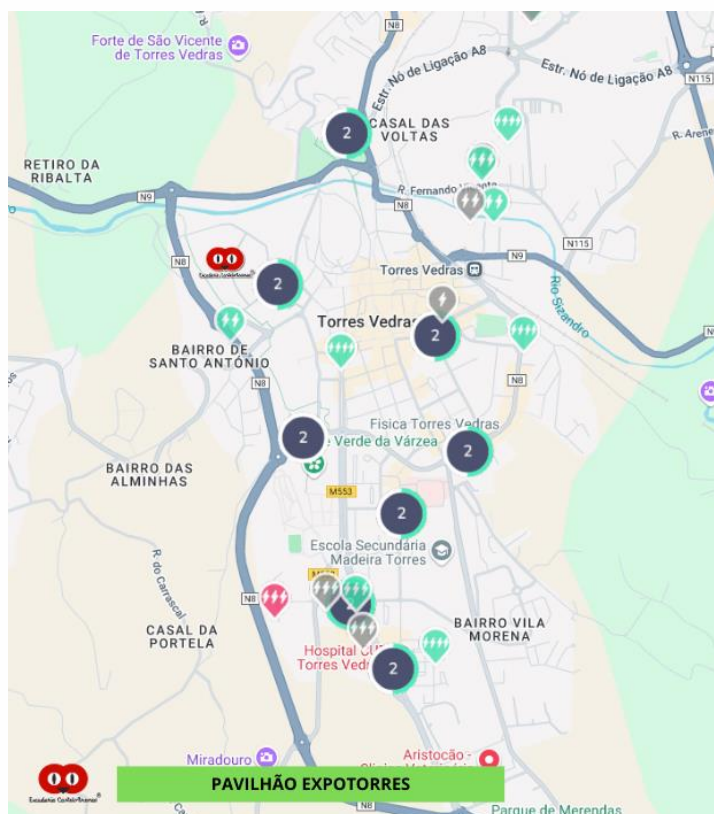 N8
Forte de São Vicente
de Torres Vedras
Estr. Nó de Ligação A8
Estr. Nó de Ligação A8
N115
2
CASAL DAS
VOLTAS
RETIRO DA
RIBALTA
N9
R. Fernando
N8
N9
N115
N8
Torres Vedras
Rio Sizandro
2
Torres Vedras
2
BAIRRO DE
SANTO ANTÓNIO
N8
N8
2
Física Torres Vedras
e Verde da Várzea
2
BAIRRO DAS
ALMINHAS
M553
2
Escola Secundária
Madeira Torres
R. do Carrascal
N8
CASAL DA
PORTELA
BAIRRO VILA
MORENA
Hospital CU
Torres Ved
2
Miradouro
Aristocão -
PAVILHÃO EXPOTORRES
N8
Parque de Merendas